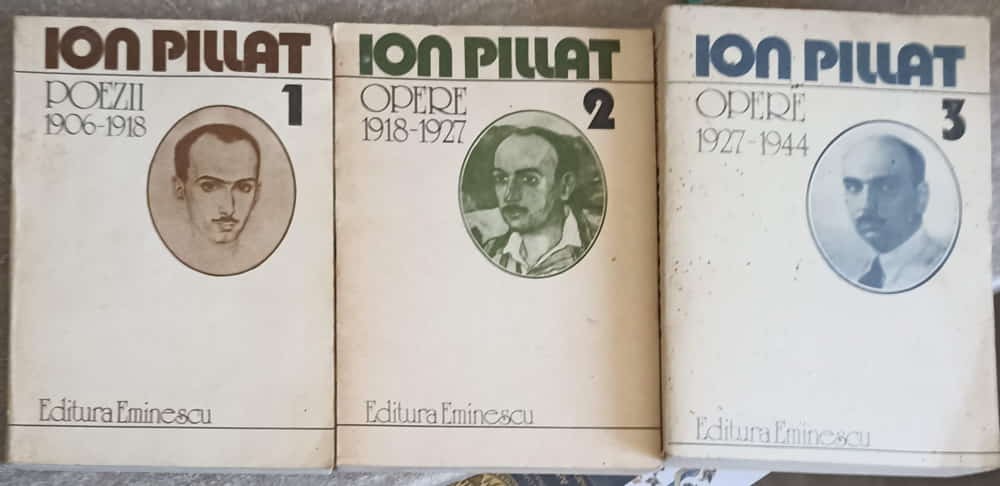 ION PILLAT
POEZII
1906-1918
1
Editura Eminescu
ION PILLAT
OPERE
1918-1927
2
Editura Eminescu
ION PILLAT
OPERE
1927-1944
3
Editura Eminescu